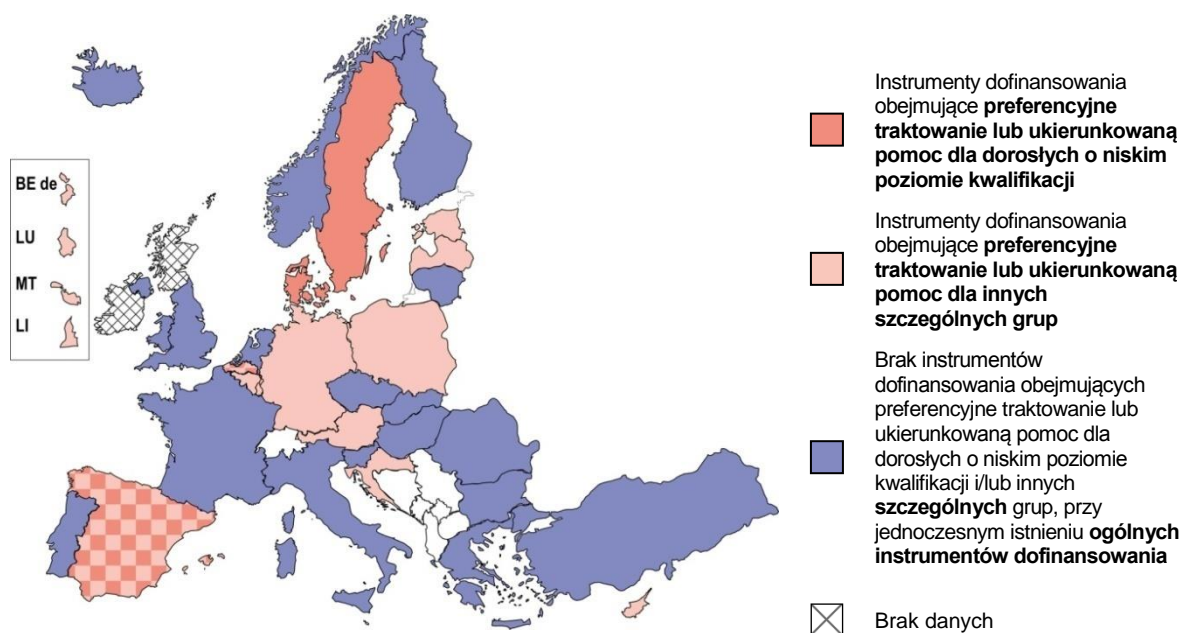 BE de
LU
MT
LI
Instrumenty dofinansowania
obejmujące preferencyjne
traktowanie lub ukierunkowaną
pomoc dla dorosłych o niskim
poziomie kwalifikacji
Instrumenty dofinansowania
obejmujące preferencyjne
traktowanie lub ukierunkowaną
pomoc dla innych
szczególnych grup
Brak instrumentów
dofinansowania obejmujących
preferencyjne traktowanie lub
ukierunkowaną pomoc dla
dorosłych o niskim poziomie
kwalifikacji i/lub innych
szczególnych grup, przy
jednoczesnym istnieniu ogólnych
instrumentów dofinansowania
Brak danych